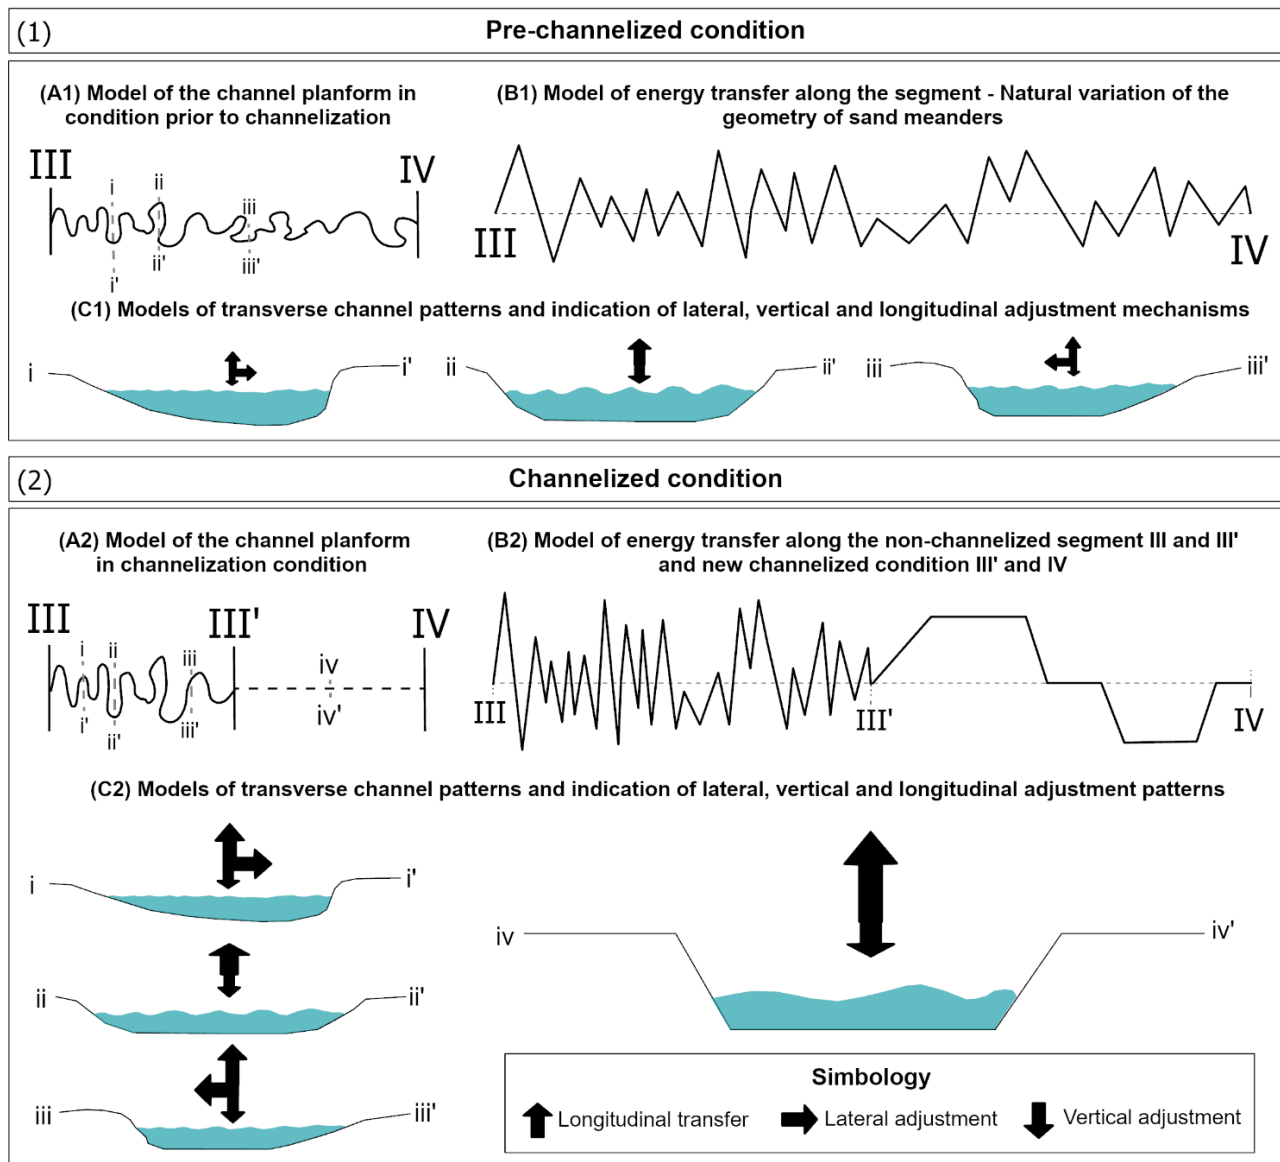 (1)
Pre-channelized condition
(A1) Model of the channel planform in
condition prior to channelization
III
i
ii
iii
IV
i'
ii'
iii'
(B1) Model of energy transfer along the segment - Natural variation of the
geometry of sand meanders
III
IV
(C1) Models of transverse channel patterns and indication of lateral, vertical and longitudinal adjustment mechanisms
i
i'
ii
ii'
iii
iii'
(2)
Channelized condition
(A2) Model of the channel planform
in channelization condition
III
i
ii
iii
III'
iv
IV
i'
ii'
iii'
iv'
(B2) Model of energy transfer along the non-channelized segment III and III'
and new channelized condition III' and IV
III
III'
IV
(C2) Models of transverse channel patterns and indication of lateral, vertical and longitudinal adjustment patterns
i
i'
ii
ii'
iii
iii'
iv
iv'
Simbology
Longitudinal transfer
Lateral adjustment
Vertical adjustment